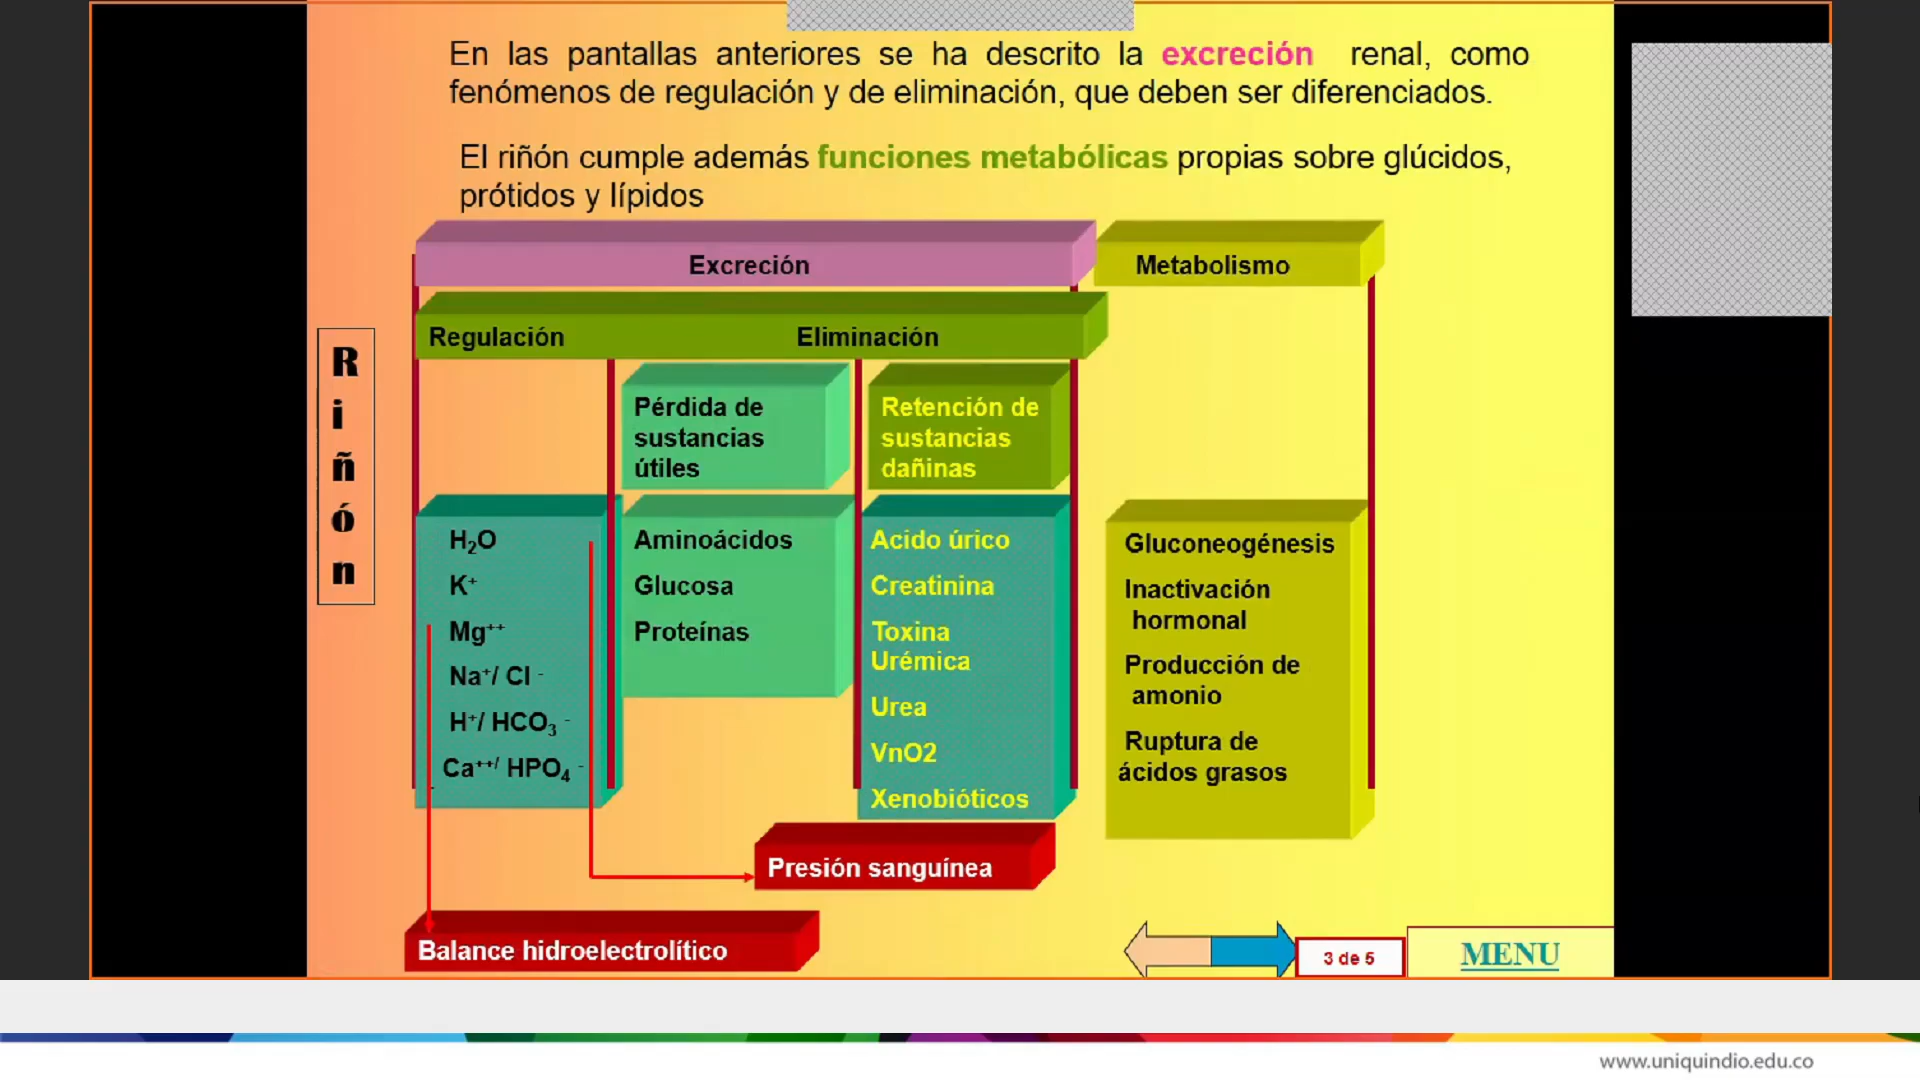 En las pantallas anteriores se ha descrito la excreción renal, como
fenómenos de regulación y de eliminación, que deben ser diferenciados.
El riñón cumple además funciones metabólicas propias sobre glúcidos,
prótidos y lípidos
Excreción
Metabolismo
Regulación
Eliminación
R
i
ñ
ó
n
Pérdida de
sustancias
útiles
Retención de
sustancias
dañinas
H₂O
K⁺
Mg⁺⁺
Na⁺/ Cl ⁻
H⁺/ HCO₃ ⁻
Ca⁺⁺/ HPO₄ ⁻
Aminoácidos
Glucosa
Proteínas
Acido úrico
Creatinina
Toxina
Urémica
Urea
VnO2
Xenobióticos
Gluconeogénesis
Inactivación
hormonal
Producción de
amonio
Ruptura de
ácidos grasos
Presión sanguínea
Balance hidroelectrolítico
3 de 5
MENU
www.uniquindio.edu.co